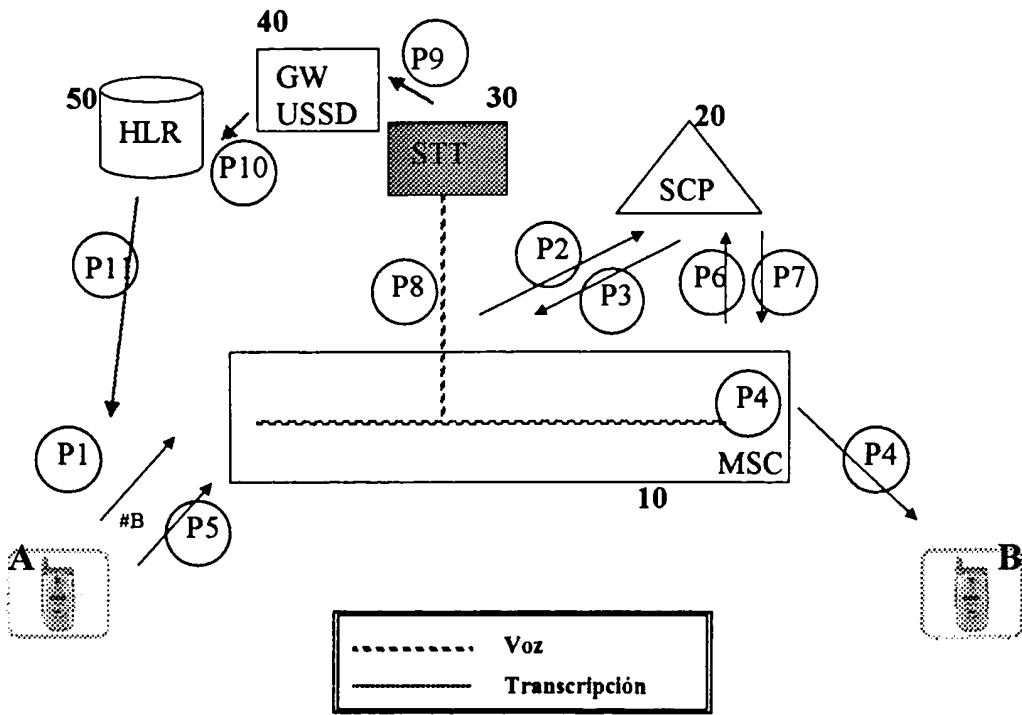 40
P9
GW
USSD
50
HLR
30
20
STT
SCP
P10
P11
P8
P2
P3
P6
P7
P4
MSC
P4
10
P1
#B
P5
A
B
Voz
Transcripción